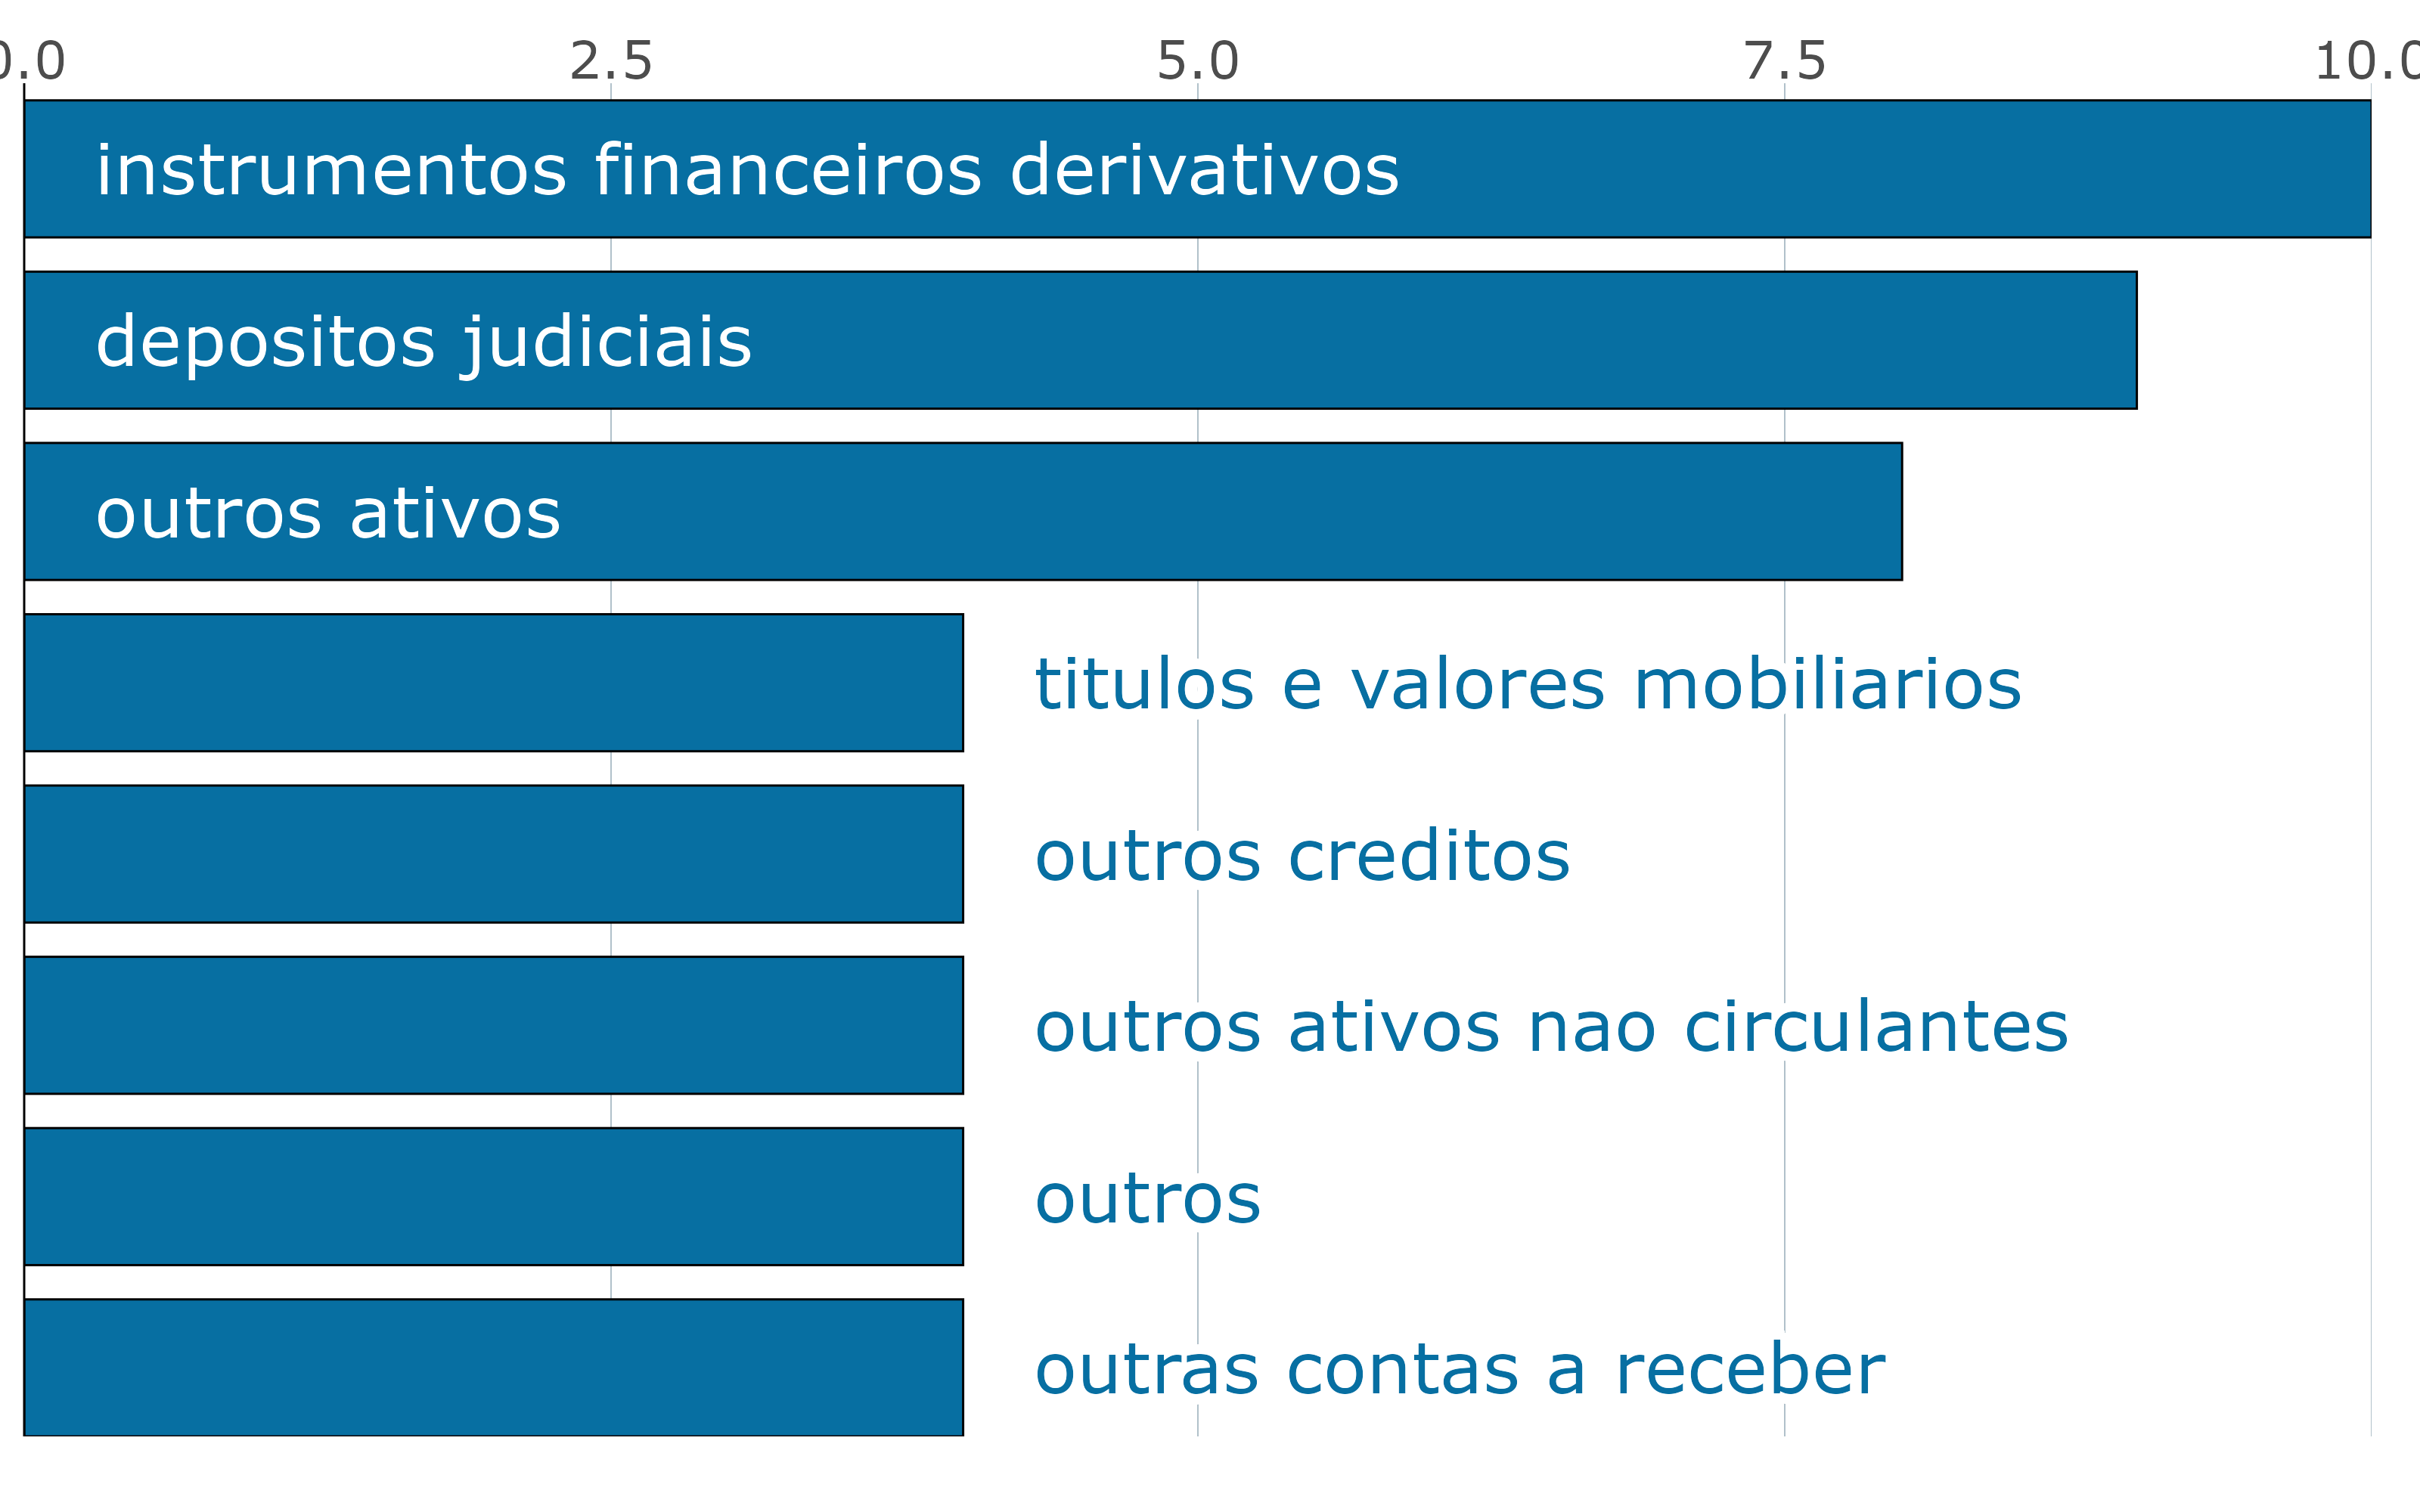 0.0 2.5 5.0 7.5 10.0
instrumentos financeiros derivativos
depositos judiciais
outros ativos
titulos e valores mobiliarios
outros creditos
outros ativos nao circulantes
outros
outras contas a receber